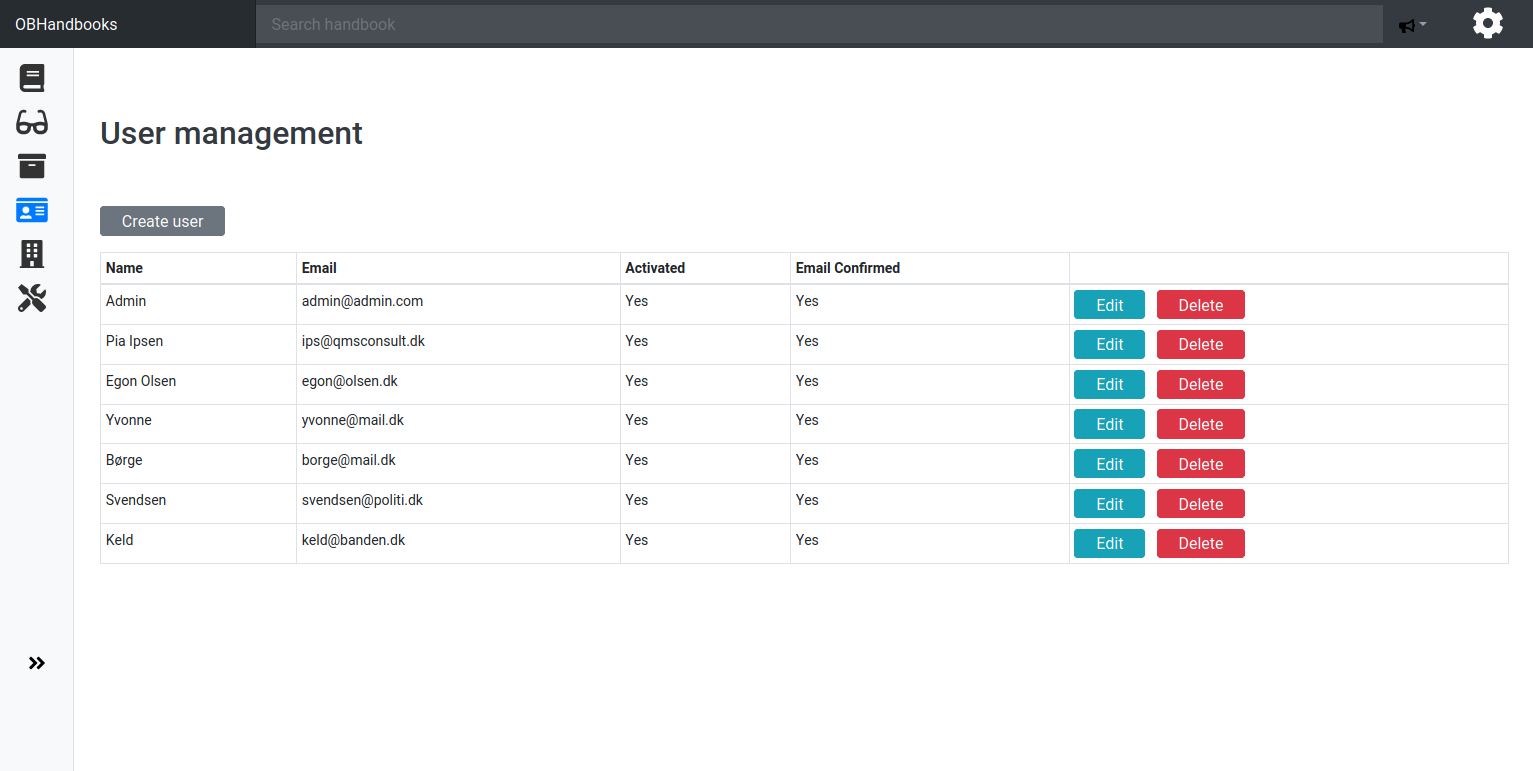 OBHandbooks Search handbook
User management
Create user
Name Email Activated Email Confirmed
Admin admin@admin.com Yes Yes Edit Delete
Pia Ipsen ips@qmsconsult.dk Yes Yes Edit Delete
Egon Olsen egon@olsen.dk Yes Yes Edit Delete
Yvonne yvonne@mail.dk Yes Yes Edit Delete
Børge borge@mail.dk Yes Yes Edit Delete
Svendsen svendsen@politi.dk Yes Yes Edit Delete
Keld keld@banden.dk Yes Yes Edit Delete